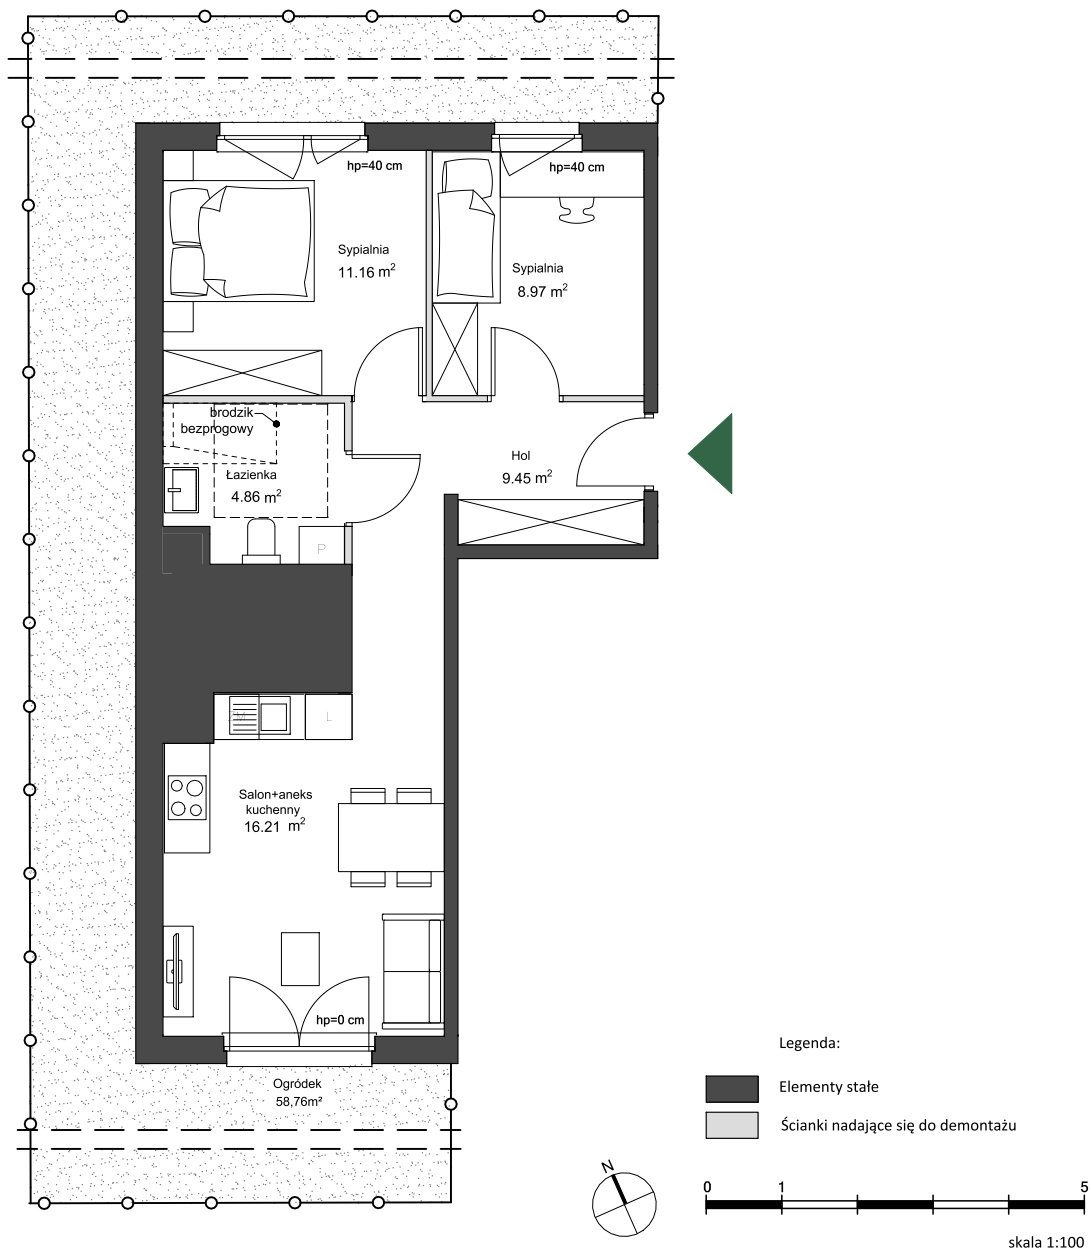 hp=40 cm
hp=40 cm
Sypialnia
11.16 m²
Sypialnia
8.97 m²
brodzik
bezprogowy
Łazienka
4.86 m²
Hol
9.45 m²
P
ZM
L
Salon+aneks
kuchenny
16.21 m²
hp=0 cm
Ogródek
58,76m²
Legenda:
Elementy stałe
Ścianki nadające się do demontażu
N
0 1 5
skala 1:100